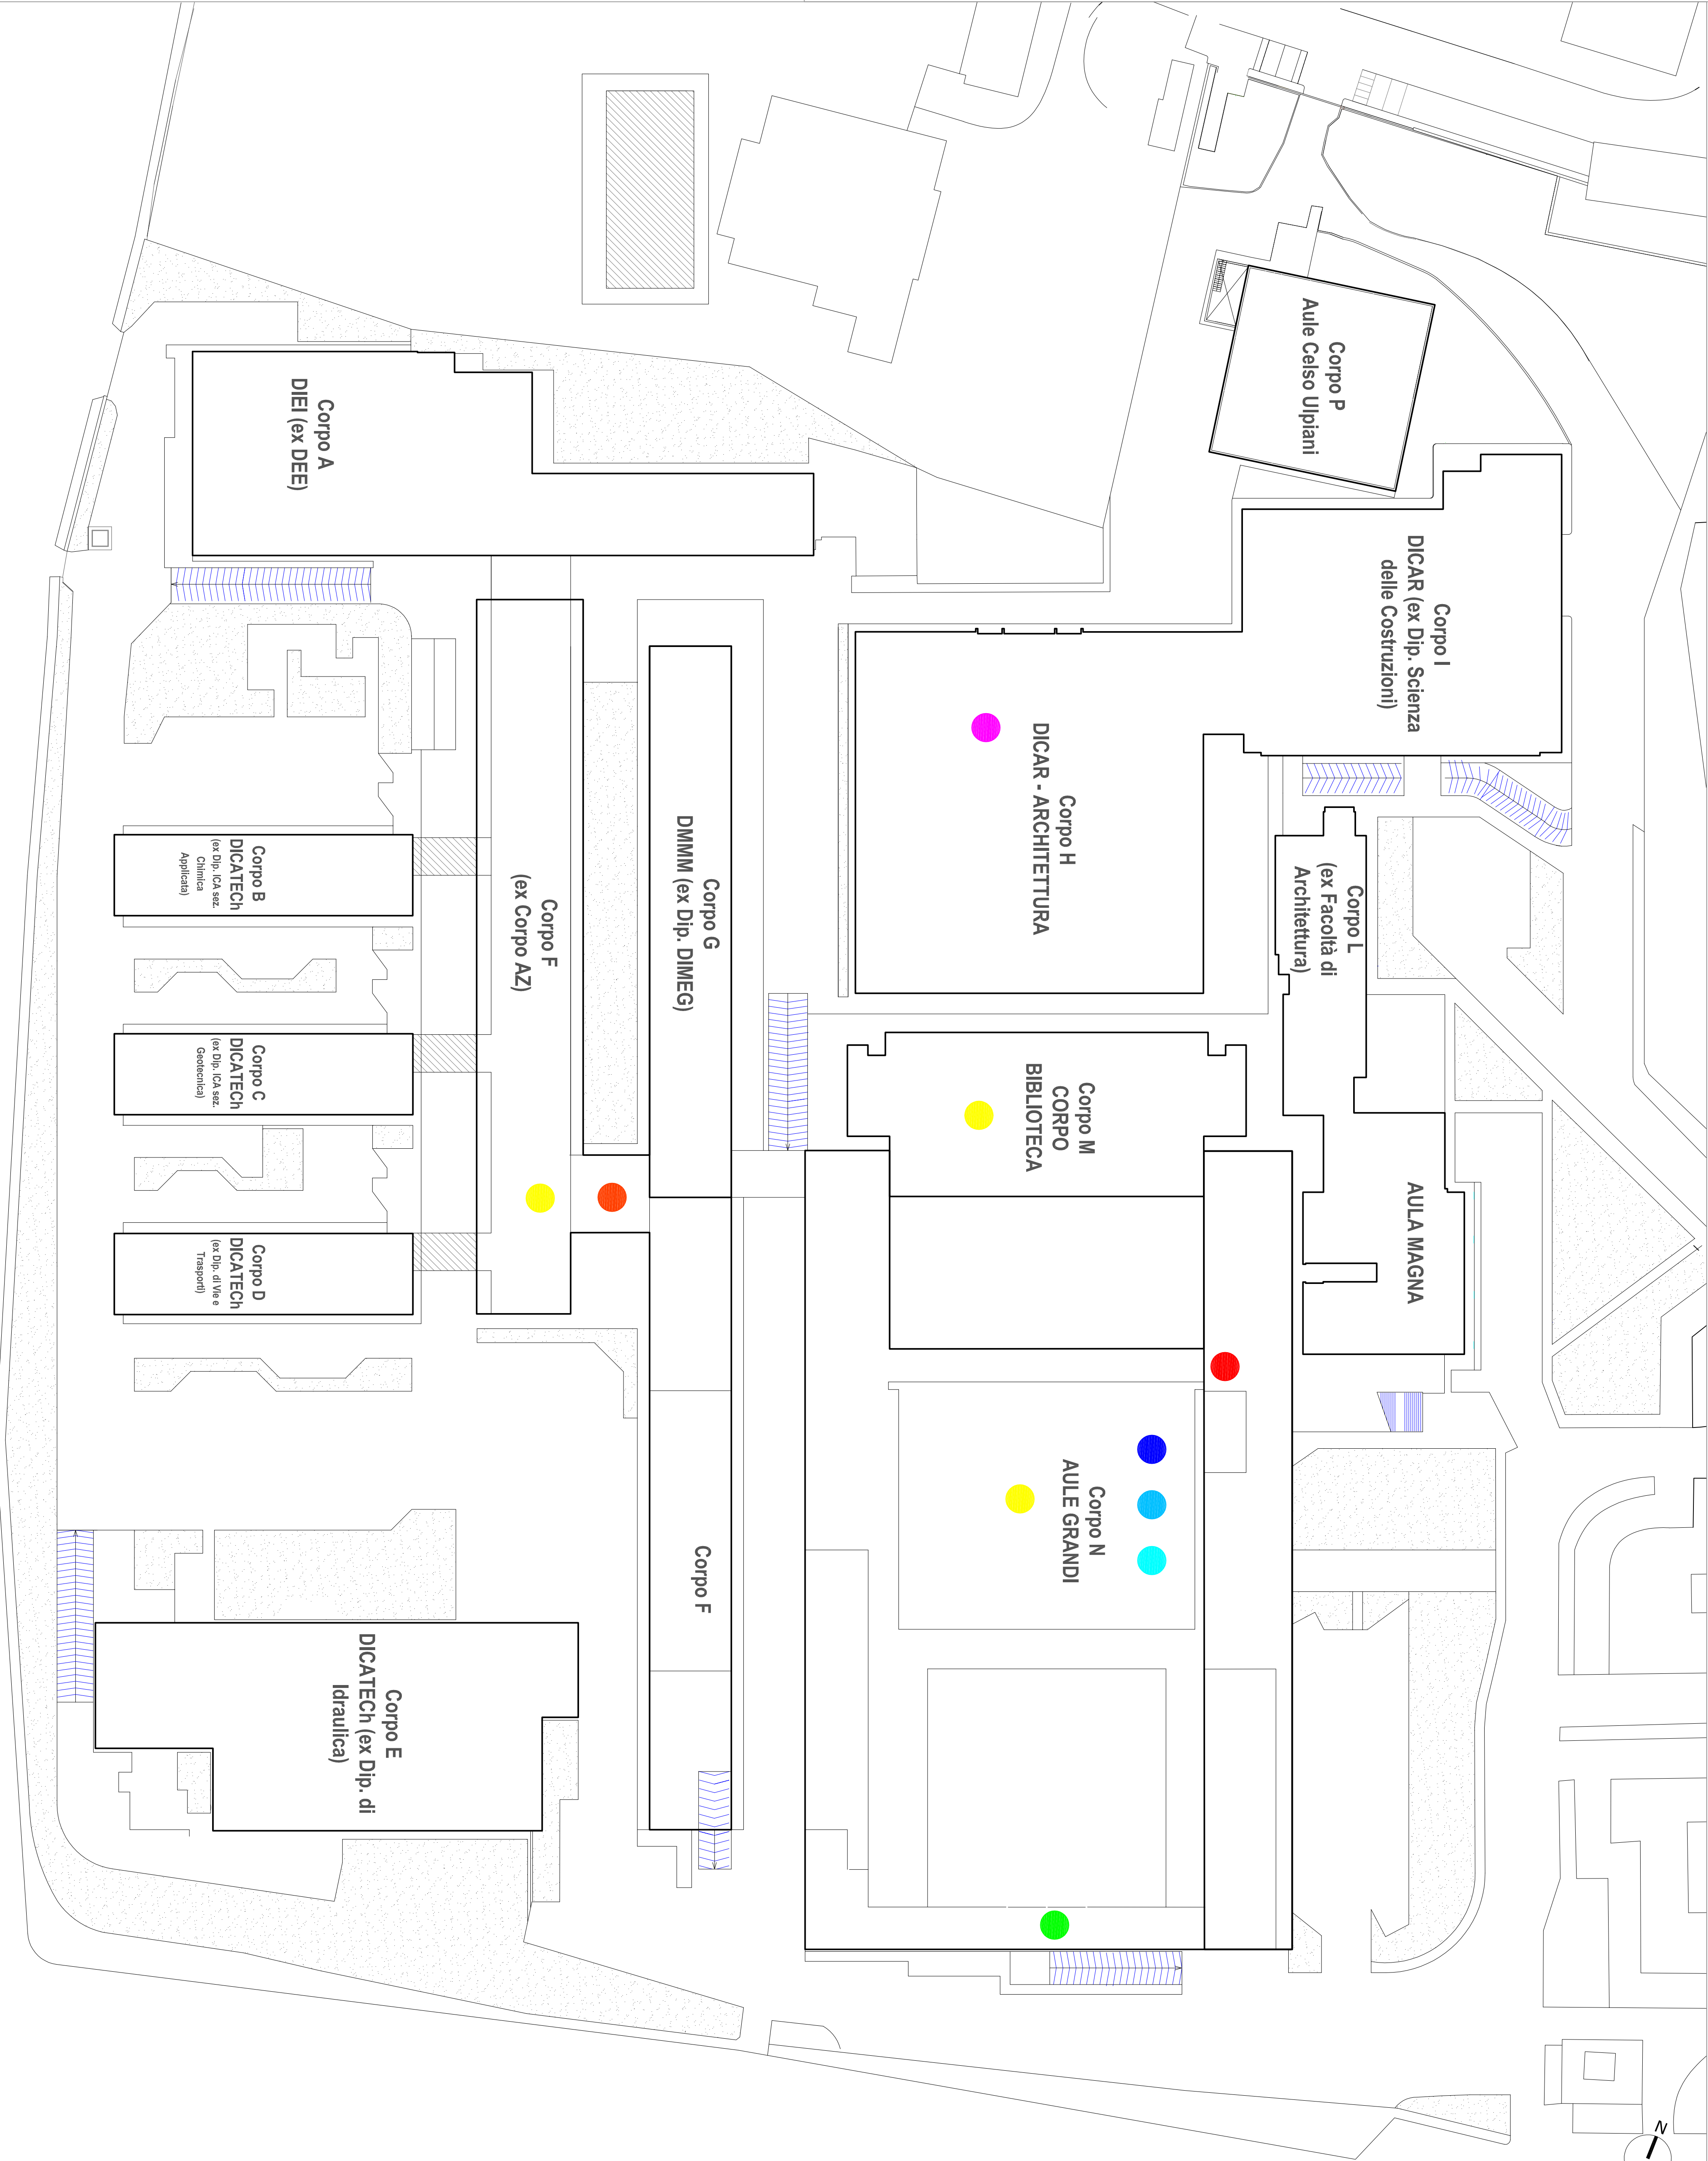 Corpo P
Aule Celso Ulpiani
Corpo I
DICAR (ex Dip. Scienza
delle Costruzioni)
Corpo A
DIEI (ex DEE)
Corpo H
DICAR - ARCHITETTURA
Corpo L
(ex Facoltà di
Architettura)
Corpo G
DMMM (ex Dip. DIMEG)
Corpo F
(ex Corpo AZ)
Corpo B
DICATECh
(ex Dip. ICA sez.
Chimica
Applicata)
Corpo C
DICATECh
(ex Dip. ICA sez.
Geotecnica)
Corpo M
CORPO
BIBLIOTECA
AULA MAGNA
Corpo D
DICATECh
(ex Dip. di Vie e
Trasporti)
Corpo N
AULE GRANDI
Corpo F
Corpo E
DICATECh (ex Dip. di
Idraulica)
N